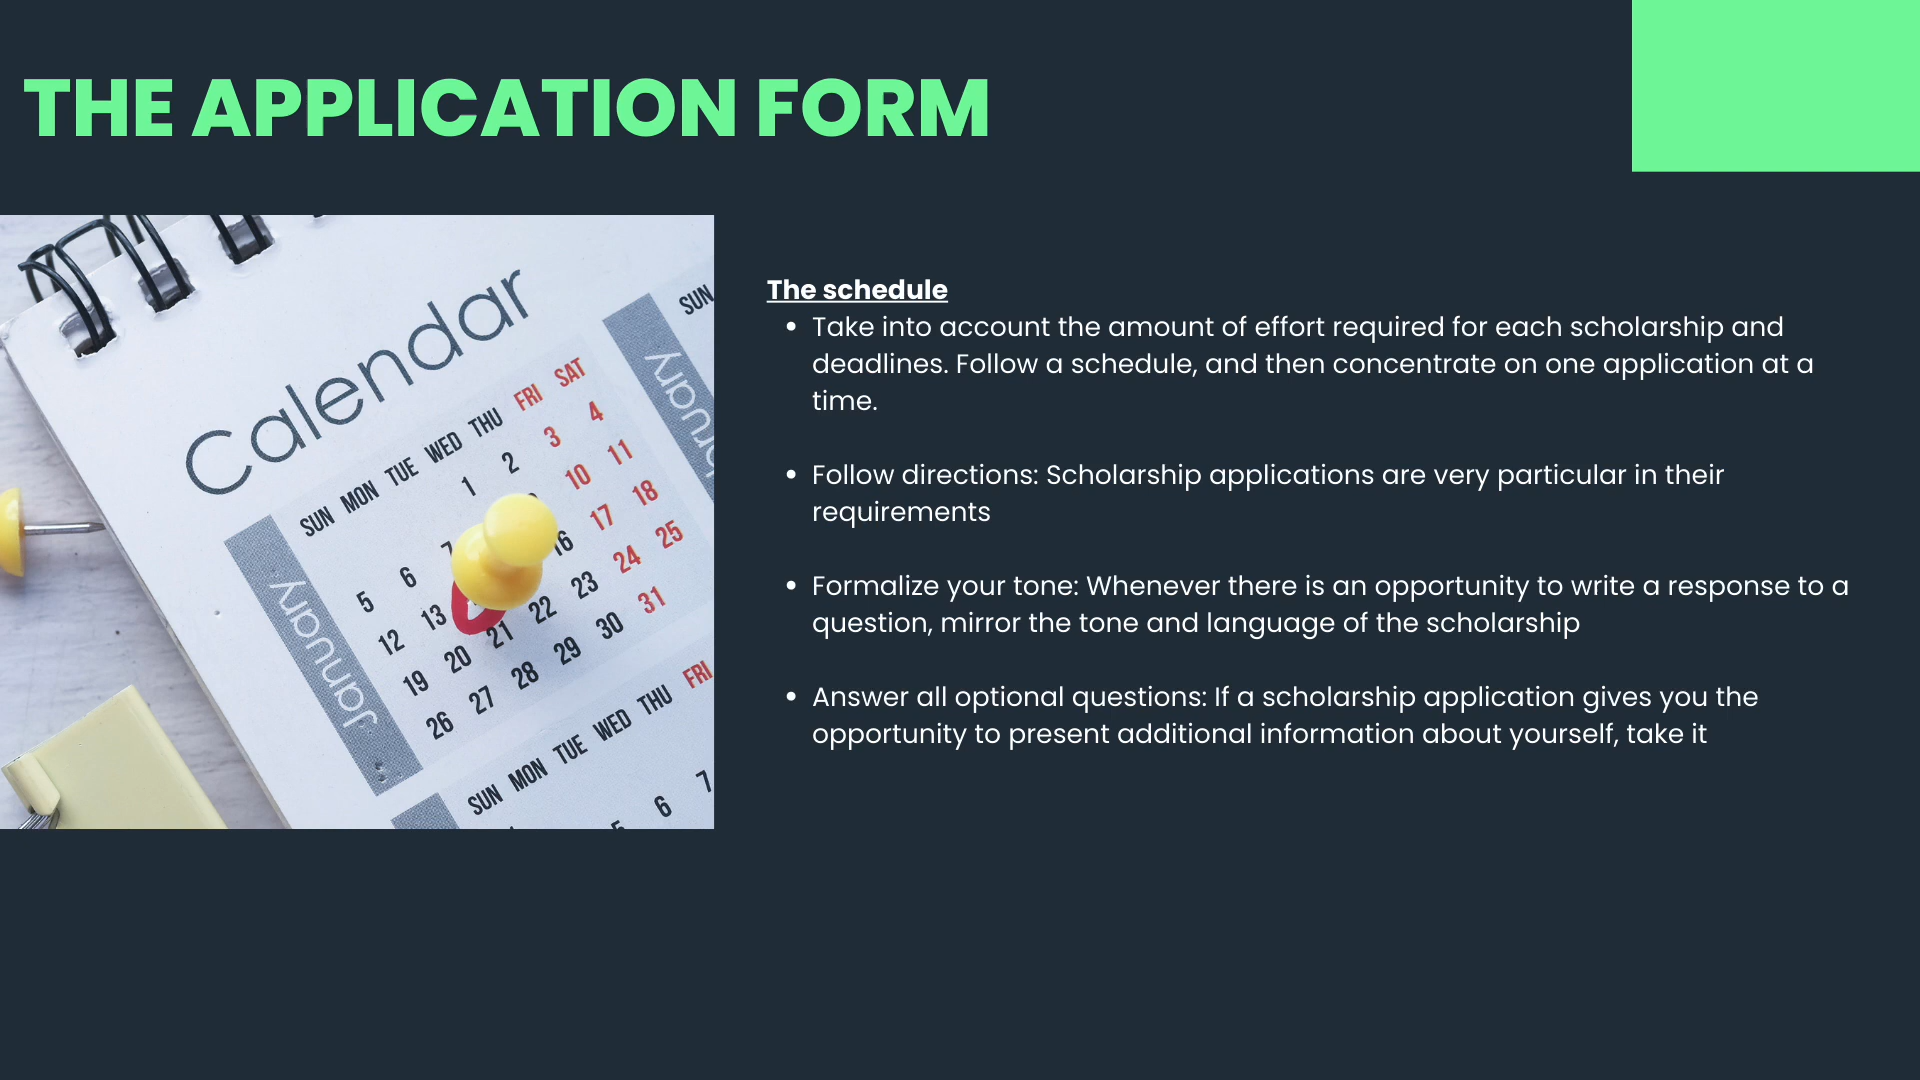 THE APPLICATION FORM
Calendar
SUN MON TUE WED THU FRI SAT
1 2 3 4
5 6 7 10 11
12 13 16 17 18
19 20 21 22 23 24 25
26 27 28 29 30 31
January
SUN
SUN MON TUE WED THU FRI
6 7
The schedule
• Take into account the amount of effort required for each scholarship and
deadlines. Follow a schedule, and then concentrate on one application at a
time.
• Follow directions: Scholarship applications are very particular in their
requirements
• Formalize your tone: Whenever there is an opportunity to write a response to a
question, mirror the tone and language of the scholarship
• Answer all optional questions: If a scholarship application gives you the
opportunity to present additional information about yourself, take it